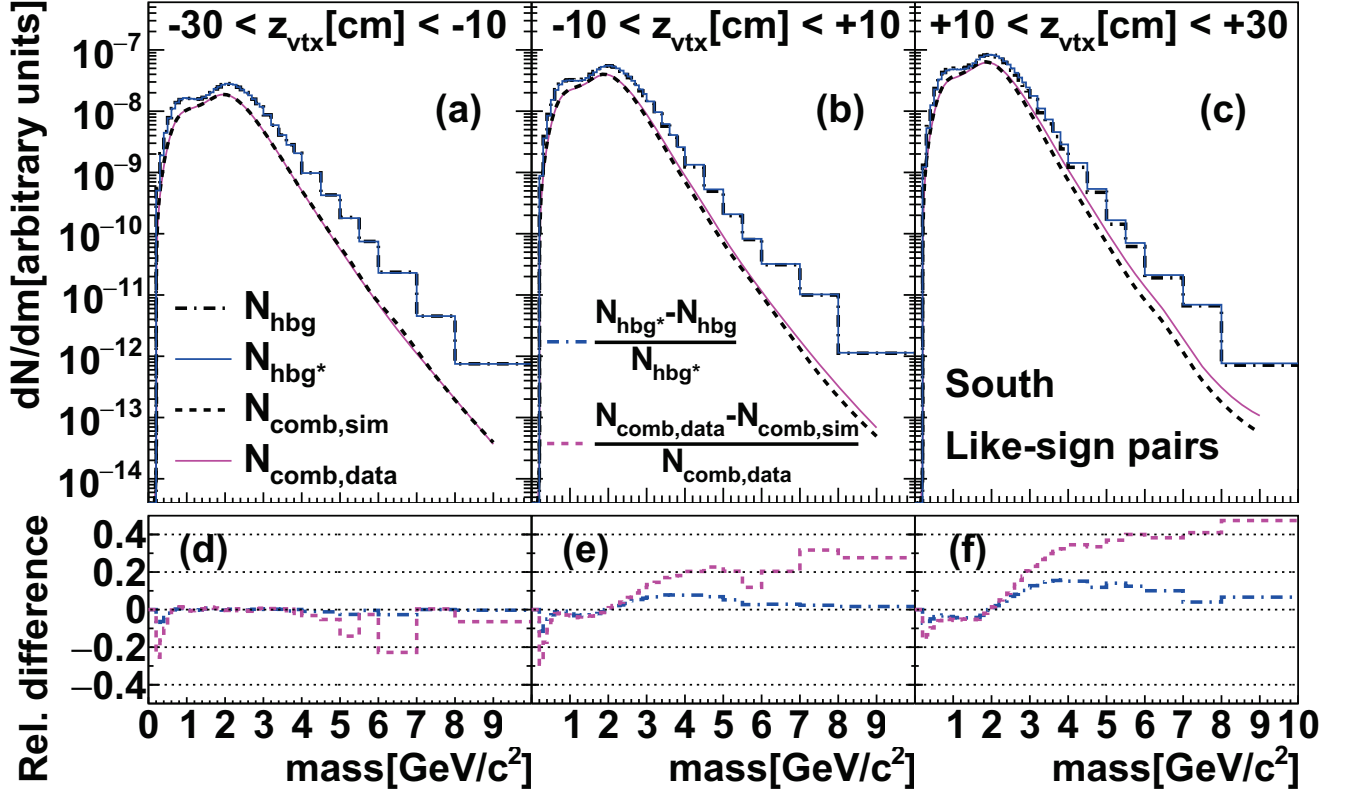 -30 < z_vtx[cm] < -10
-10 < z_vtx[cm] < +10
+10 < z_vtx[cm] < +30
dN/dm[arbitrary units]
10^−7
10^−8
10^−9
10^−10
10^−11
10^−12
10^−13
10^−14
(a)
(b)
(c)
N_hbg
N_hbg*
N_comb,sim
N_comb,data
N_hbg*-N_hbg
N_hbg*
N_comb,data-N_comb,sim
N_comb,data
South
Like-sign pairs
Rel. difference
0.4
0.2
0
−0.2
−0.4
(d)
(e)
(f)
0 1 2 3 4 5 6 7 8 9 1 2 3 4 5 6 7 8 9 1 2 3 4 5 6 7 8 9 10
mass[GeV/c^2] mass[GeV/c^2] mass[GeV/c^2]